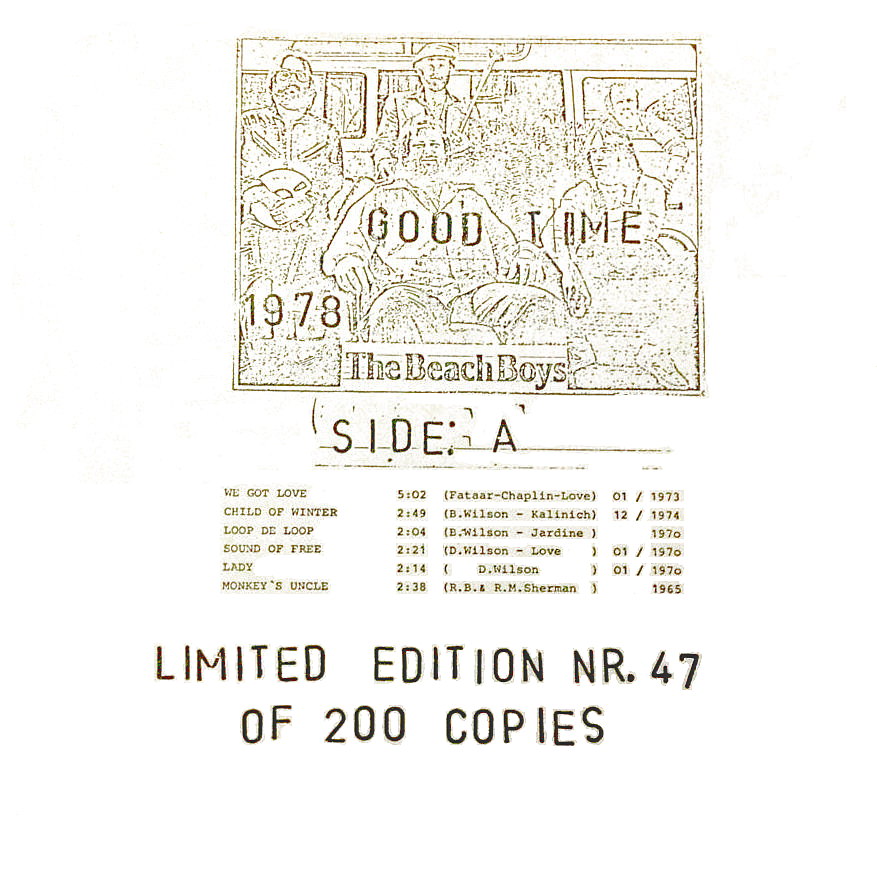 GOOD TIME
1978
The Beach Boys
SIDE: A
WE GOT LOVE 5:02 (Fataar-Chaplin-Love) 01 / 1973
CHILD OF WINTER 2:49 (B.Wilson - Kalinich) 12 / 1974
LOOP DE LOOP 2:04 (B.Wilson - Jardine ) 197o
SOUND OF FREE 2:21 (D.Wilson - Love ) 01 / 197o
LADY 2:14 ( D.Wilson ) 01 / 197o
MONKEY`S UNCLE 2:38 (R.B.& R.M.Sherman ) 1965
LIMITED EDITION NR. 47
OF 200 COPIES